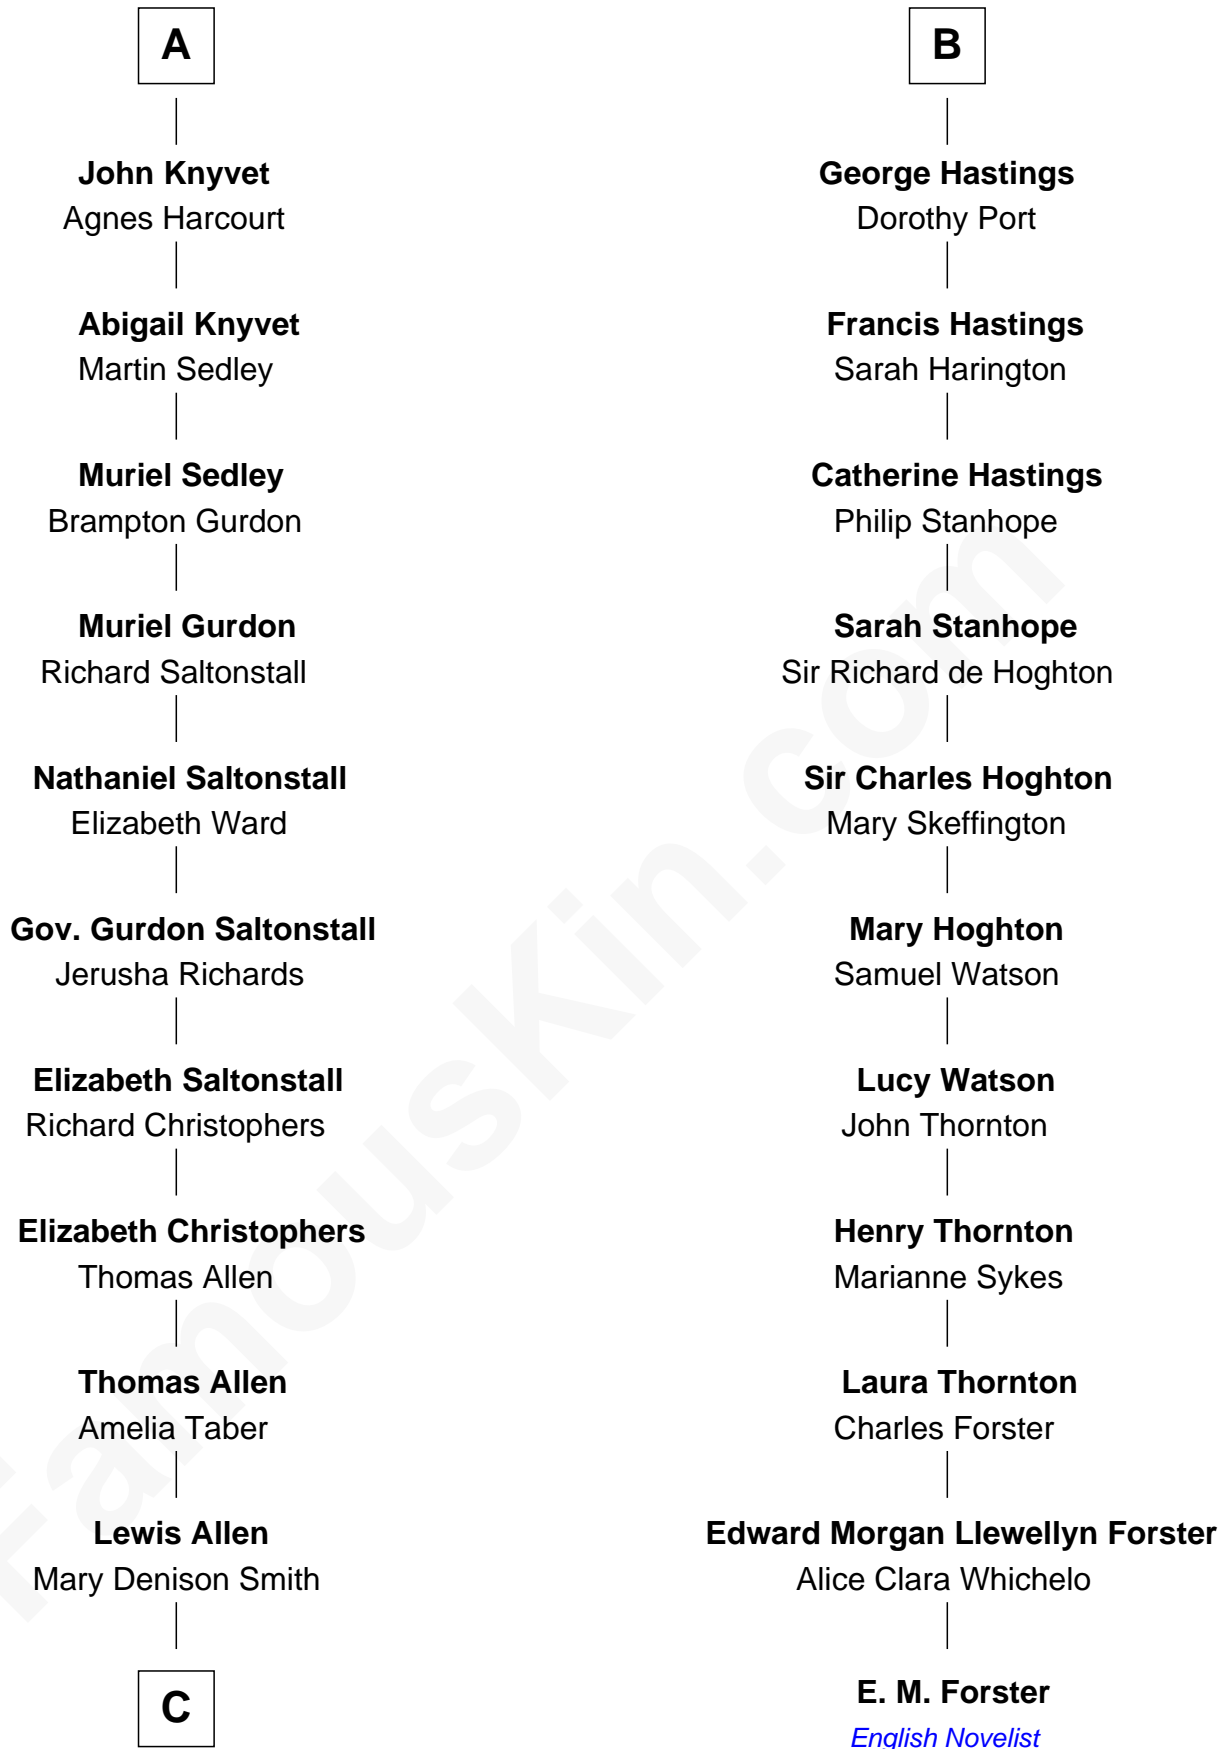 A
John Knyvet
Agnes Harcourt
Abigail Knyvet
Martin Sedley
Muriel Sedley
Brampton Gurdon
Muriel Gurdon
Richard Saltonstall
Nathaniel Saltonstall
Elizabeth Ward
Gov. Gurdon Saltonstall
Jerusha Richards
Elizabeth Saltonstall
Richard Christophers
Elizabeth Christophers
Thomas Allen
Thomas Allen
Amelia Taber
Lewis Allen
Mary Denison Smith
C
B
George Hastings
Dorothy Port
Francis Hastings
Sarah Harington
Catherine Hastings
Philip Stanhope
Sarah Stanhope
Sir Richard de Hoghton
Sir Charles Hoghton
Mary Skeffington
Mary Hoghton
Samuel Watson
Lucy Watson
John Thornton
Henry Thornton
Marianne Sykes
Laura Thornton
Charles Forster
Edward Morgan Llewellyn Forster
Alice Clara Whichelo
E. M. Forster
English Novelist
FamousKin.com